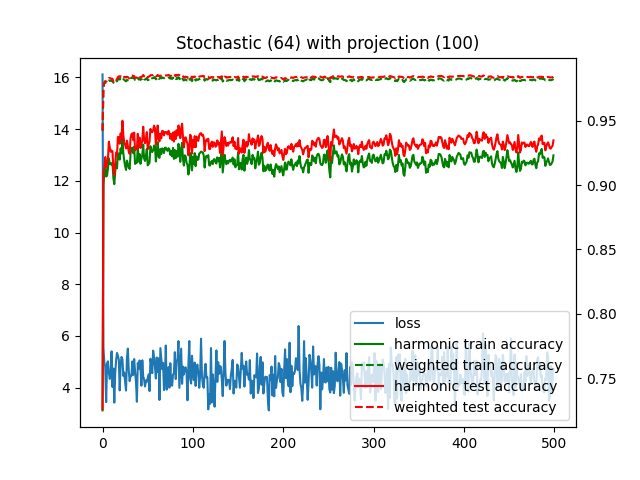 Stochastic (64) with projection (100)
16
14
12
10
8
6
4
0.95
0.90
0.85
0.80
0.75
loss
harmonic train accuracy
weighted train accuracy
harmonic test accuracy
weighted test accuracy
0 100 200 300 400 500